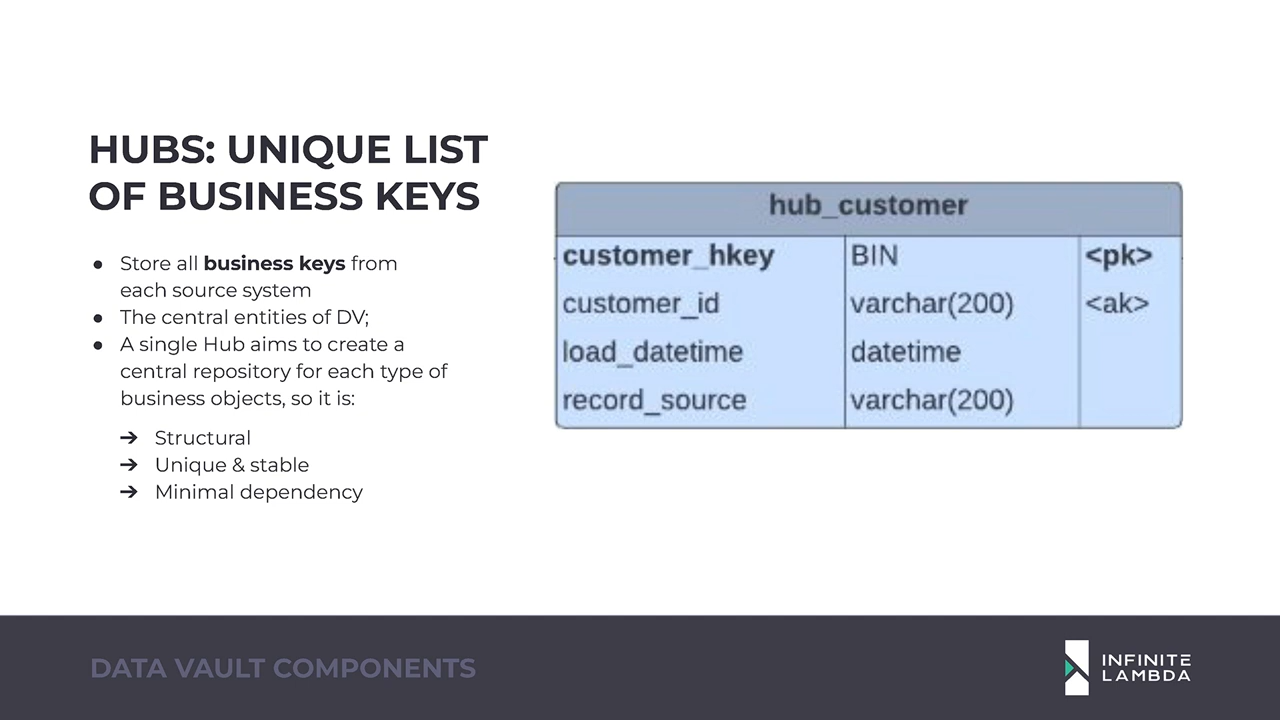 HUBS: UNIQUE LIST
OF BUSINESS KEYS
● Store all business keys from
each source system
● The central entities of DV;
● A single Hub aims to create a
central repository for each type of
business objects, so it is:
➔ Structural
➔ Unique & stable
➔ Minimal dependency
hub_customer
customer_hkey BIN <pk>
customer_id varchar(200) <ak>
load_datetime datetime
record_source varchar(200)
DATA VAULT COMPONENTS
INFINITE
LAMBDA